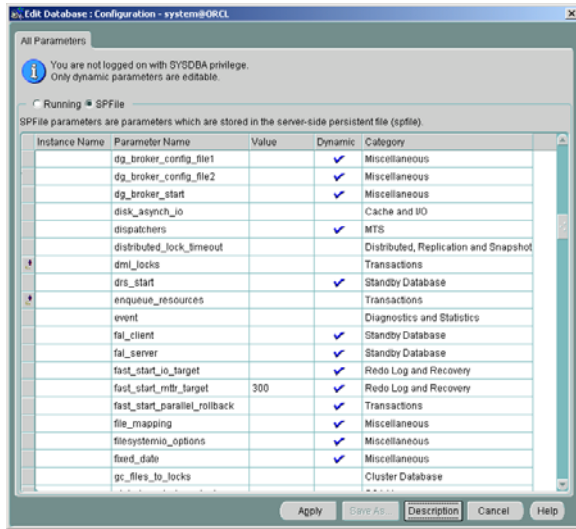 Edit Database : Configuration - system@ORCL
All Parameters
You are not logged on with SYSDBA privilege.
Only dynamic parameters are editable.
Running SPFile
SPFile parameters are parameters which are stored in the server-side persistent file (spfile).
Instance Name Parameter Name Value Dynamic Category
dg_broker_config_file1 Miscellaneous
dg_broker_config_file2 Miscellaneous
dg_broker_start Miscellaneous
disk_asynch_io Cache and I/O
dispatchers MTS
distributed_lock_timeout Distributed, Replication and Snapshot
dml_locks Transactions
drs_start Standby Database
enqueue_resources Transactions
event Diagnostics and Statistics
fal_client Standby Database
fal_server Standby Database
fast_start_io_target Redo Log and Recovery
fast_start_mttr_target 300 Redo Log and Recovery
fast_start_parallel_rollback Transactions
file_mapping Miscellaneous
filesystemio_options Miscellaneous
fixed_date Miscellaneous
gc_files_to_locks Cluster Database
Apply Save As... Description Cancel Help